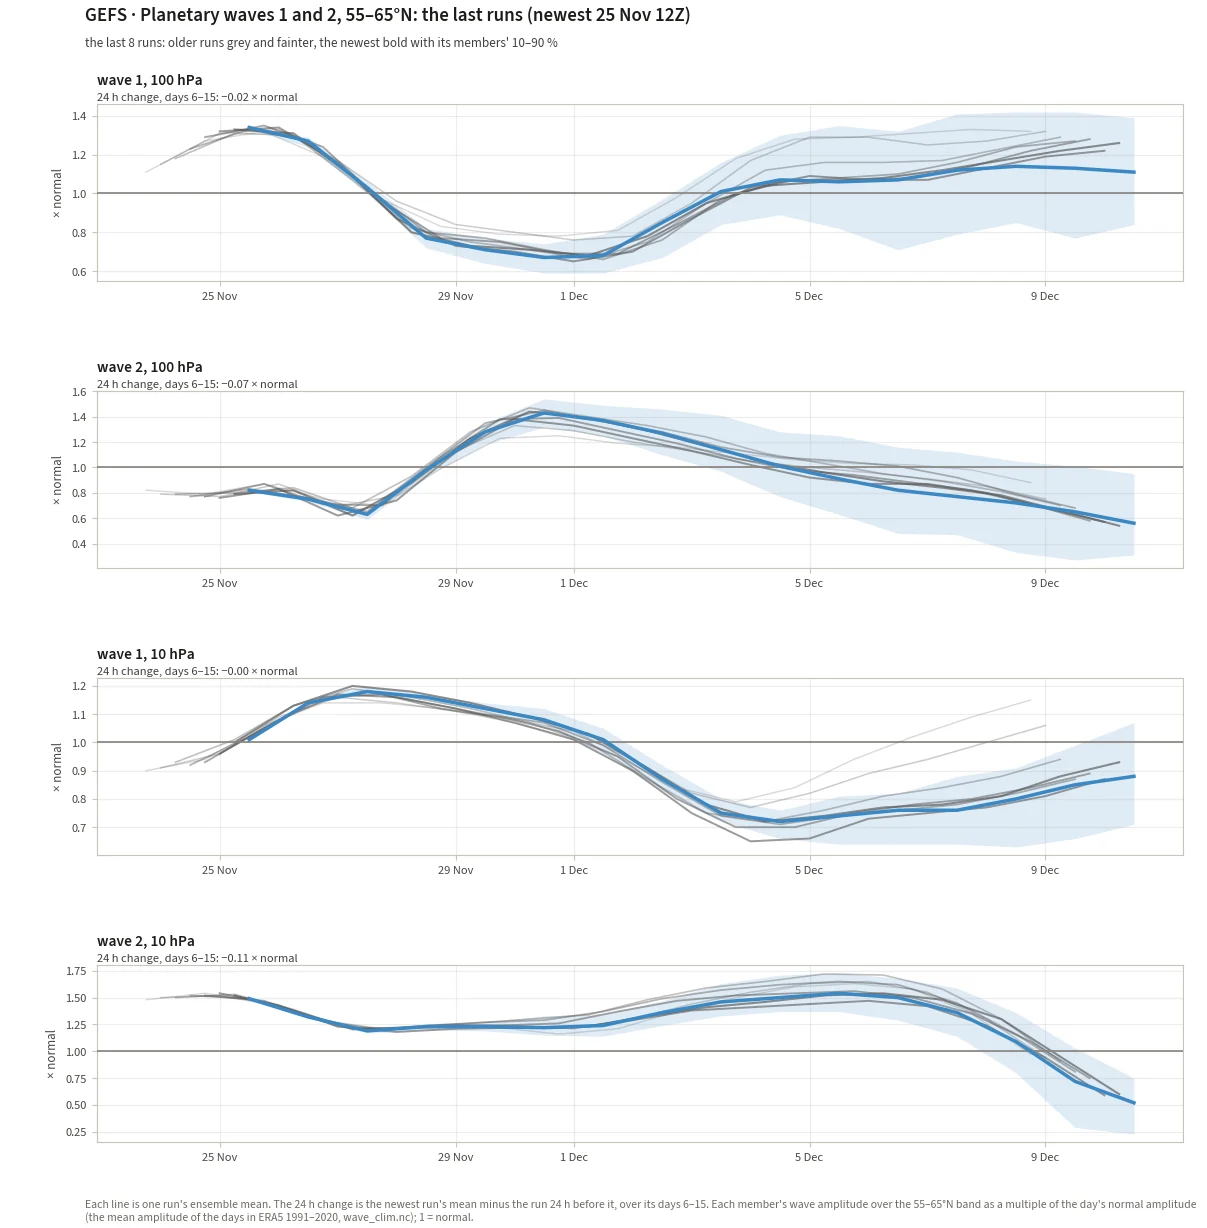 GEFS · Planetary waves 1 and 2, 55–65°N: the last runs (newest 25 Nov 12Z)
the last 8 runs: older runs grey and fainter, the newest bold with its members' 10–90 %
wave 1, 100 hPa
24 h change, days 6–15: −0.02 × normal
1.4
1.2
1.0
0.8
0.6
× normal
25 Nov
29 Nov
1 Dec
5 Dec
9 Dec
wave 2, 100 hPa
24 h change, days 6–15: −0.07 × normal
1.6
1.4
1.2
1.0
0.8
0.6
0.4
× normal
25 Nov
29 Nov
1 Dec
5 Dec
9 Dec
wave 1, 10 hPa
24 h change, days 6–15: −0.00 × normal
1.2
1.1
1.0
0.9
0.8
0.7
× normal
25 Nov
29 Nov
1 Dec
5 Dec
9 Dec
wave 2, 10 hPa
24 h change, days 6–15: −0.11 × normal
1.75
1.50
1.25
1.00
0.75
0.50
0.25
× normal
25 Nov
29 Nov
1 Dec
5 Dec
9 Dec
Each line is one run's ensemble mean. The 24 h change is the newest run's mean minus the run 24 h before it, over its days 6–15. Each member's wave amplitude over the 55–65°N band as a multiple of the day's normal amplitude
(the mean amplitude of the days in ERA5 1991–2020, wave_clim.nc); 1 = normal.